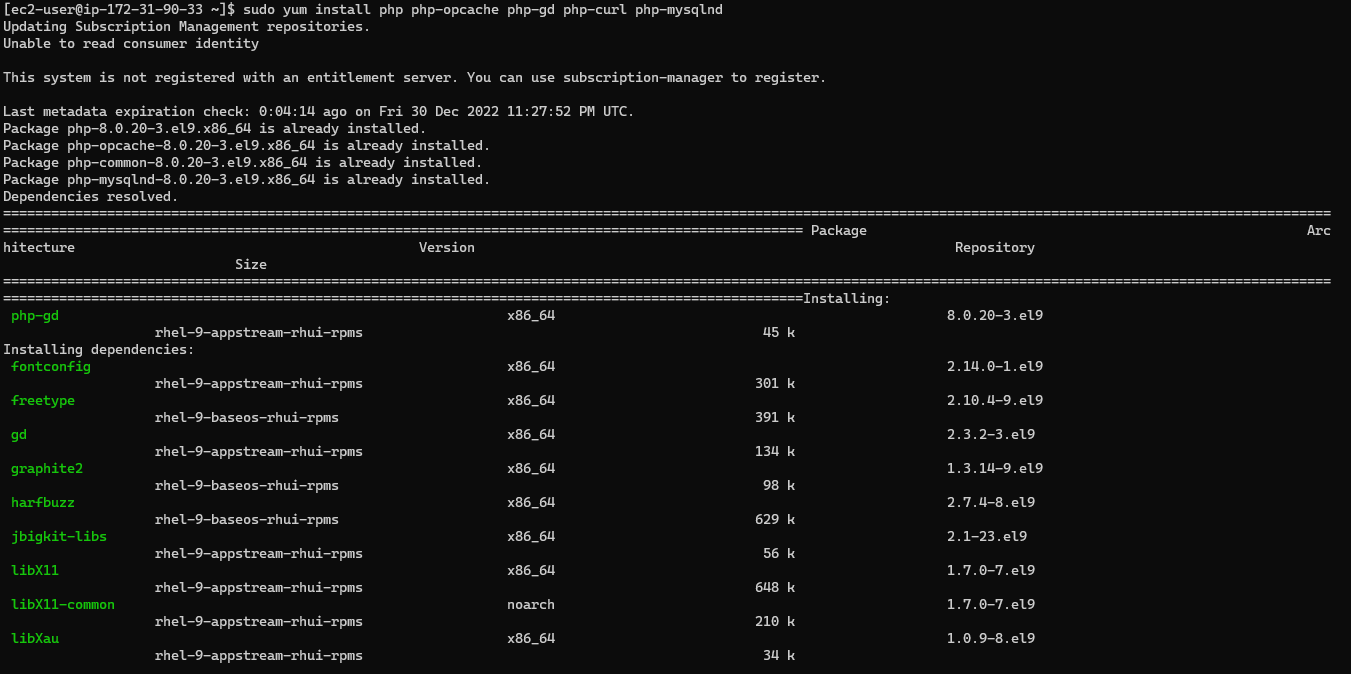 [ec2-user@ip-172-31-90-33 ~]$ sudo yum install php php-opcache php-gd php-curl php-mysqlnd
Updating Subscription Management repositories.
Unable to read consumer identity
This system is not registered with an entitlement server. You can use subscription-manager to register.
Last metadata expiration check: 0:04:14 ago on Fri 30 Dec 2022 11:27:52 PM UTC.
Package php-8.0.20-3.el9.x86_64 is already installed.
Package php-opcache-8.0.20-3.el9.x86_64 is already installed.
Package php-common-8.0.20-3.el9.x86_64 is already installed.
Package php-mysqlnd-8.0.20-3.el9.x86_64 is already installed.
Dependencies resolved.
======================================================================================================================================================================
==================================================================================================== Package Arc
hitecture Version Repository
Size
======================================================================================================================================================================
====================================================================================================Installing:
php-gd x86_64 8.0.20-3.el9
rhel-9-appstream-rhui-rpms 45 k
Installing dependencies:
fontconfig x86_64 2.14.0-1.el9
rhel-9-appstream-rhui-rpms 301 k
freetype x86_64 2.10.4-9.el9
rhel-9-baseos-rhui-rpms 391 k
gd x86_64 2.3.2-3.el9
rhel-9-appstream-rhui-rpms 134 k
graphite2 x86_64 1.3.14-9.el9
rhel-9-baseos-rhui-rpms 98 k
harfbuzz x86_64 2.7.4-8.el9
rhel-9-baseos-rhui-rpms 629 k
jbigkit-libs x86_64 2.1-23.el9
rhel-9-appstream-rhui-rpms 56 k
libX11 x86_64 1.7.0-7.el9
rhel-9-appstream-rhui-rpms 648 k
libX11-common noarch 1.7.0-7.el9
rhel-9-appstream-rhui-rpms 210 k
libXau x86_64 1.0.9-8.el9
rhel-9-appstream-rhui-rpms 34 k